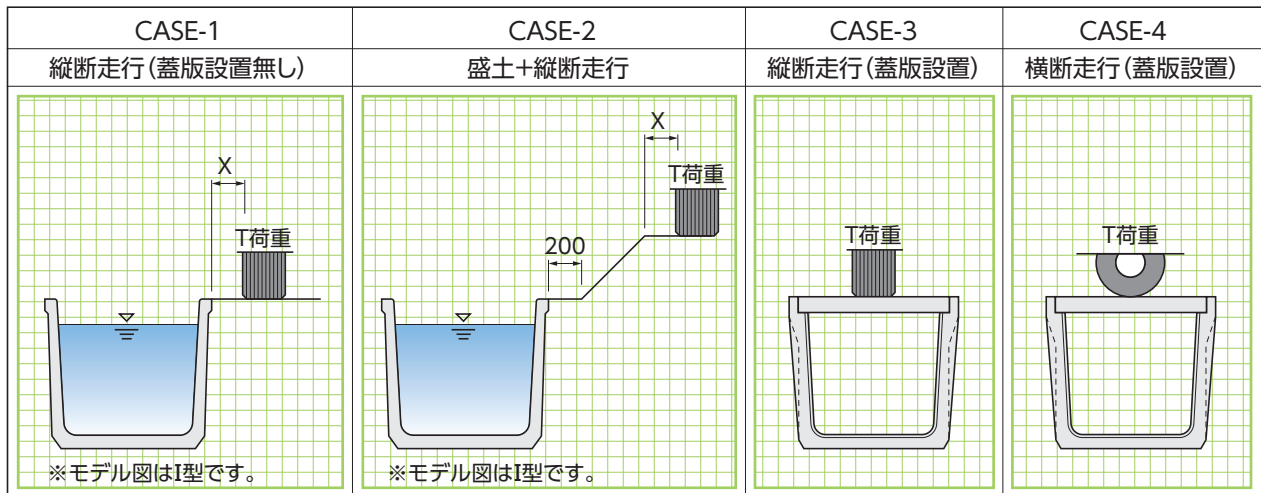 CASE-1
CASE-2
CASE-3
CASE-4
縦断走行(蓋版設置無し)
盛土+縦断走行
縦断走行(蓋版設置)
横断走行(蓋版設置)
X
T荷重
※モデル図はI型です。
X
T荷重
200
※モデル図はI型です。
T荷重
T荷重